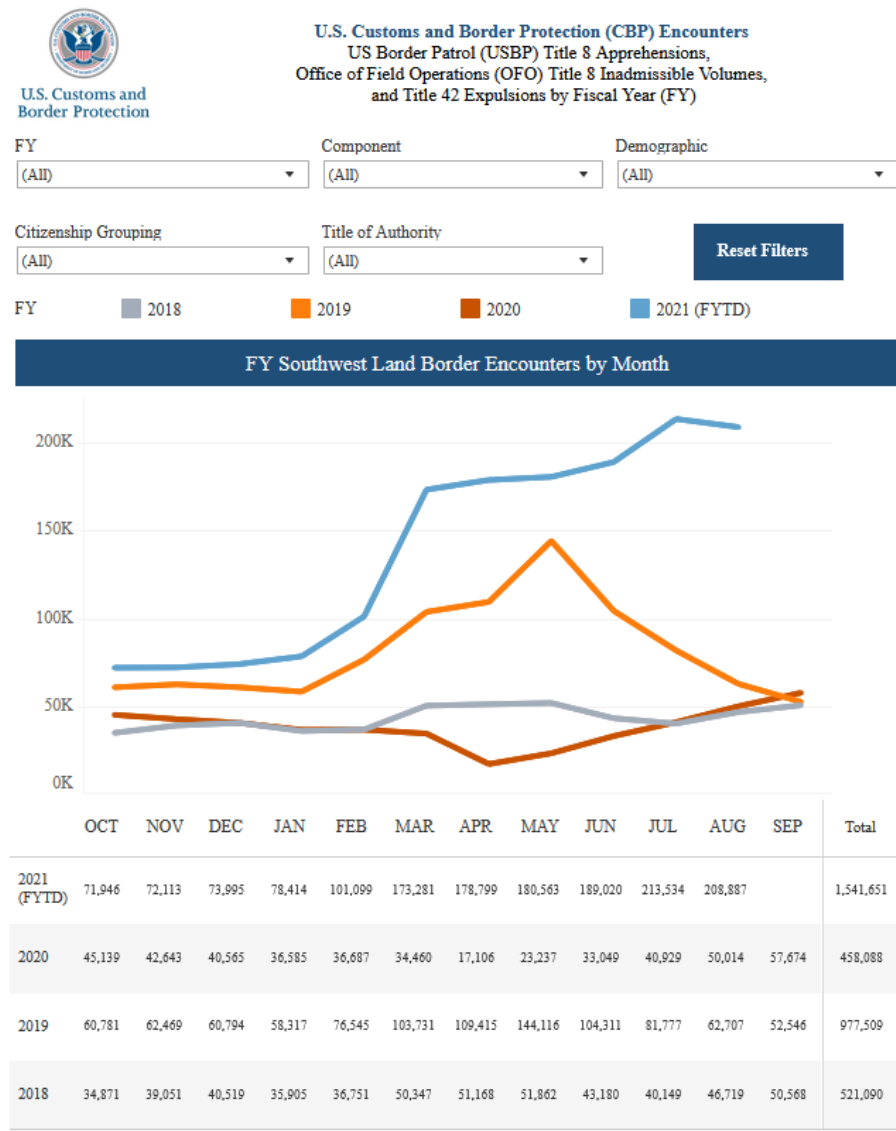 U.S. Customs and
Border Protection
U.S. Customs and Border Protection (CBP) Encounters
US Border Patrol (USBP) Title 8 Apprehensions,
Office of Field Operations (OFO) Title 8 Inadmissible Volumes,
and Title 42 Expulsions by Fiscal Year (FY)
FY Component Demographic
(All) (All) (All)
Citizenship Grouping Title of Authority
(All) (All) Reset Filters
FY 2018 2019 2020 2021 (FYTD)
FY Southwest Land Border Encounters by Month
200K
150K
100K
50K
0K
OCT NOV DEC JAN FEB MAR APR MAY JUN JUL AUG SEP Total
2021 (FYTD) 71,946 72,113 73,995 78,414 101,099 173,281 178,799 180,563 189,020 213,534 208,887 1,541,651
2020 45,139 42,643 40,565 36,585 36,687 34,460 17,106 23,237 33,049 40,929 50,014 57,674 458,088
2019 60,781 62,469 60,794 58,317 76,545 103,731 109,415 144,116 104,311 81,777 62,707 52,546 977,509
2018 34,871 39,051 40,519 35,905 36,751 50,347 51,168 51,862 43,180 40,149 46,719 50,568 521,090